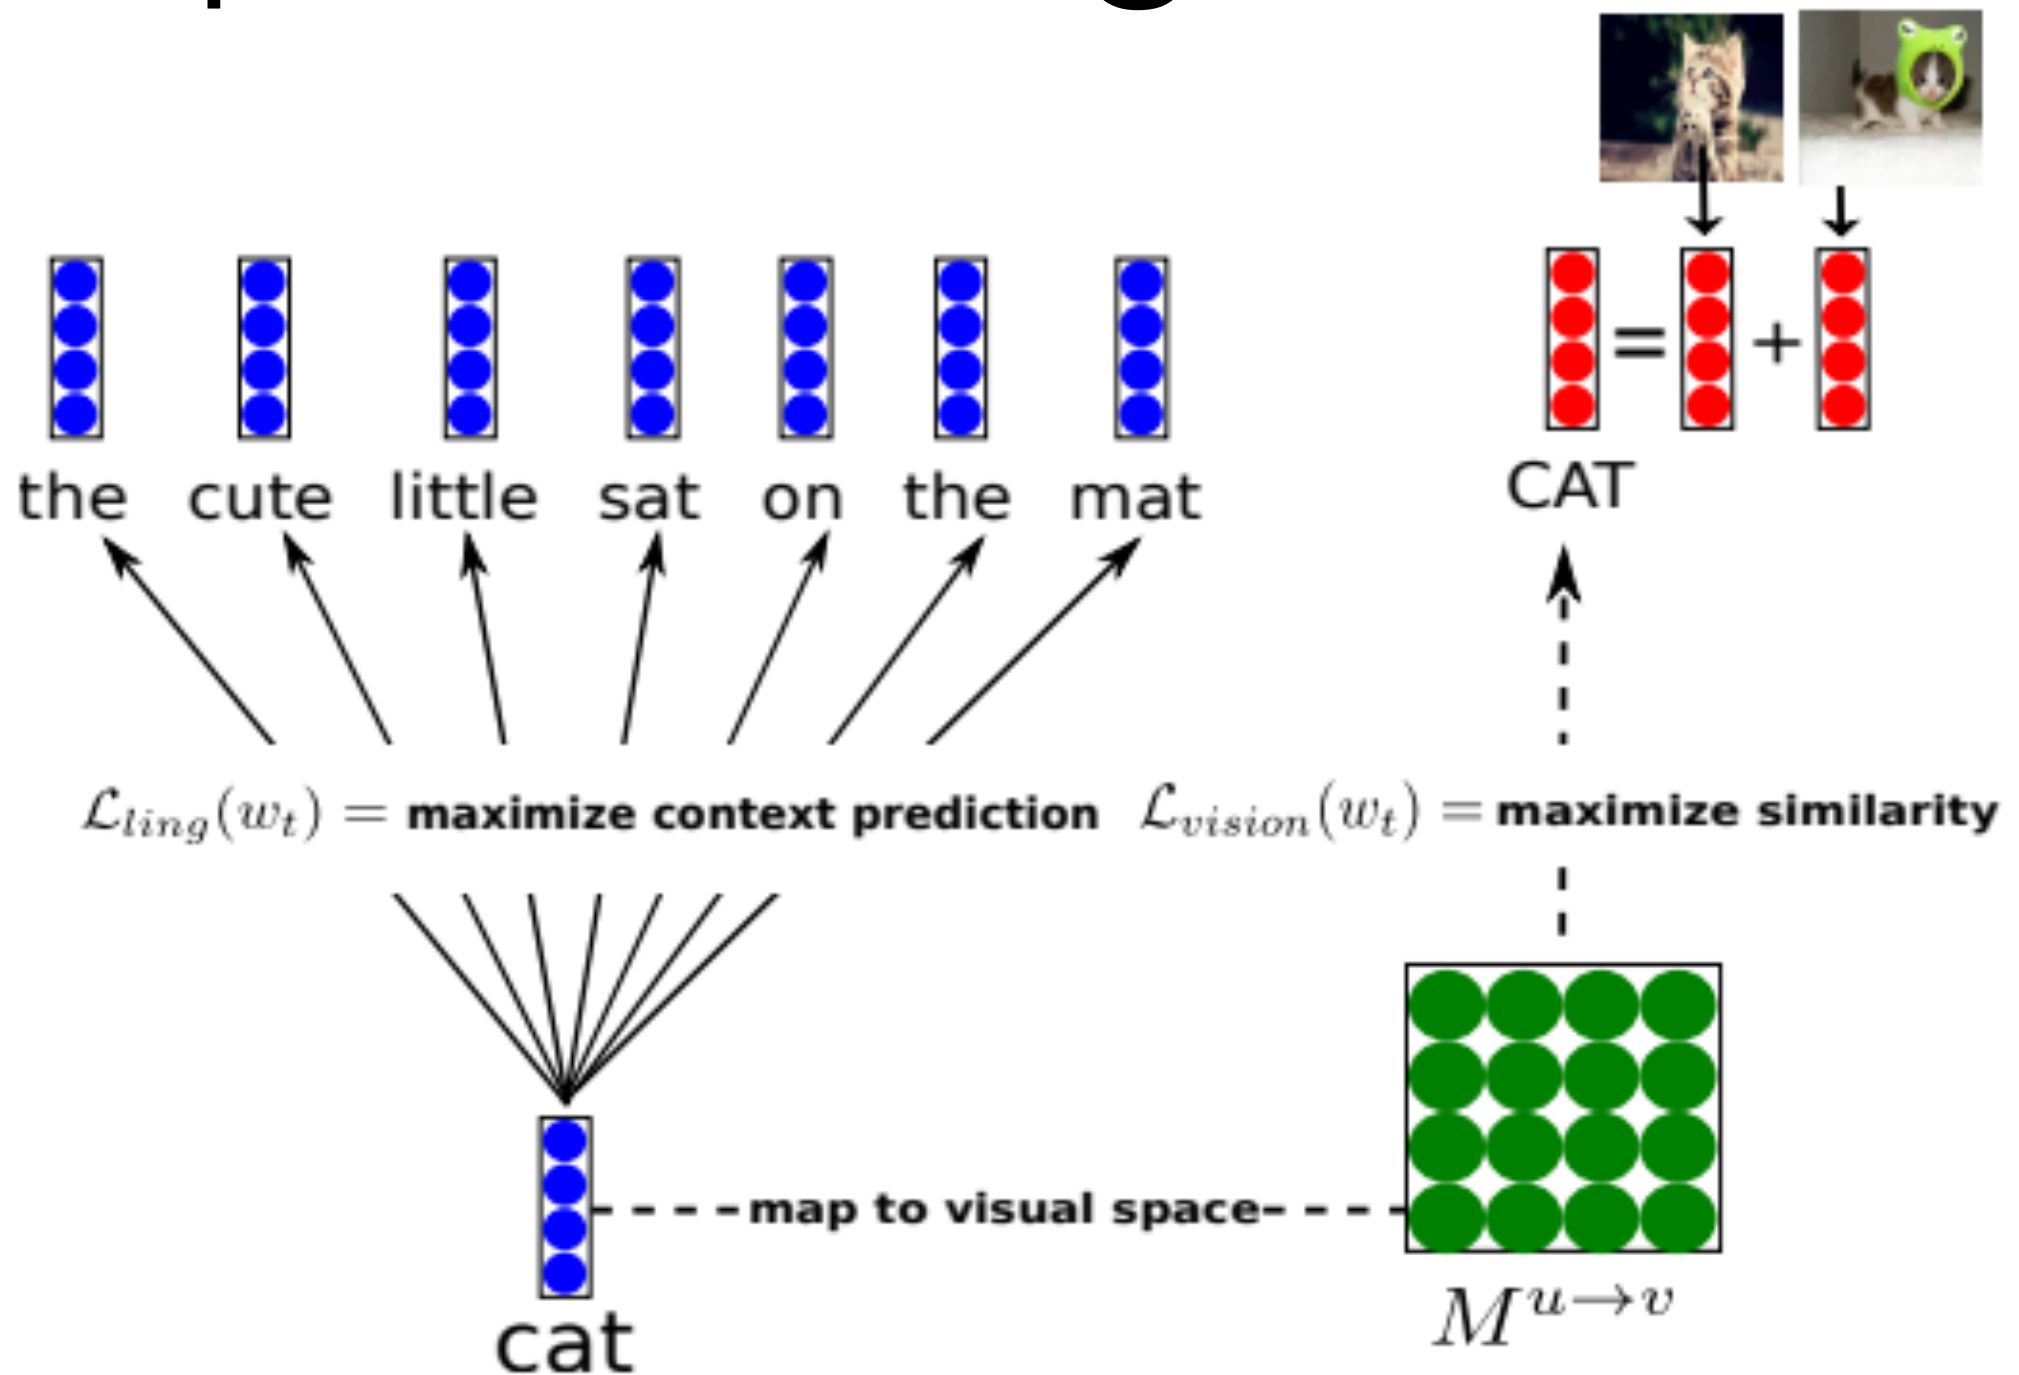 the cute little sat on the mat
CAT
= +
ℒ_ling(w_t) = maximize context prediction
ℒ_vision(w_t) = maximize similarity
map to visual space
M^{u→v}
cat